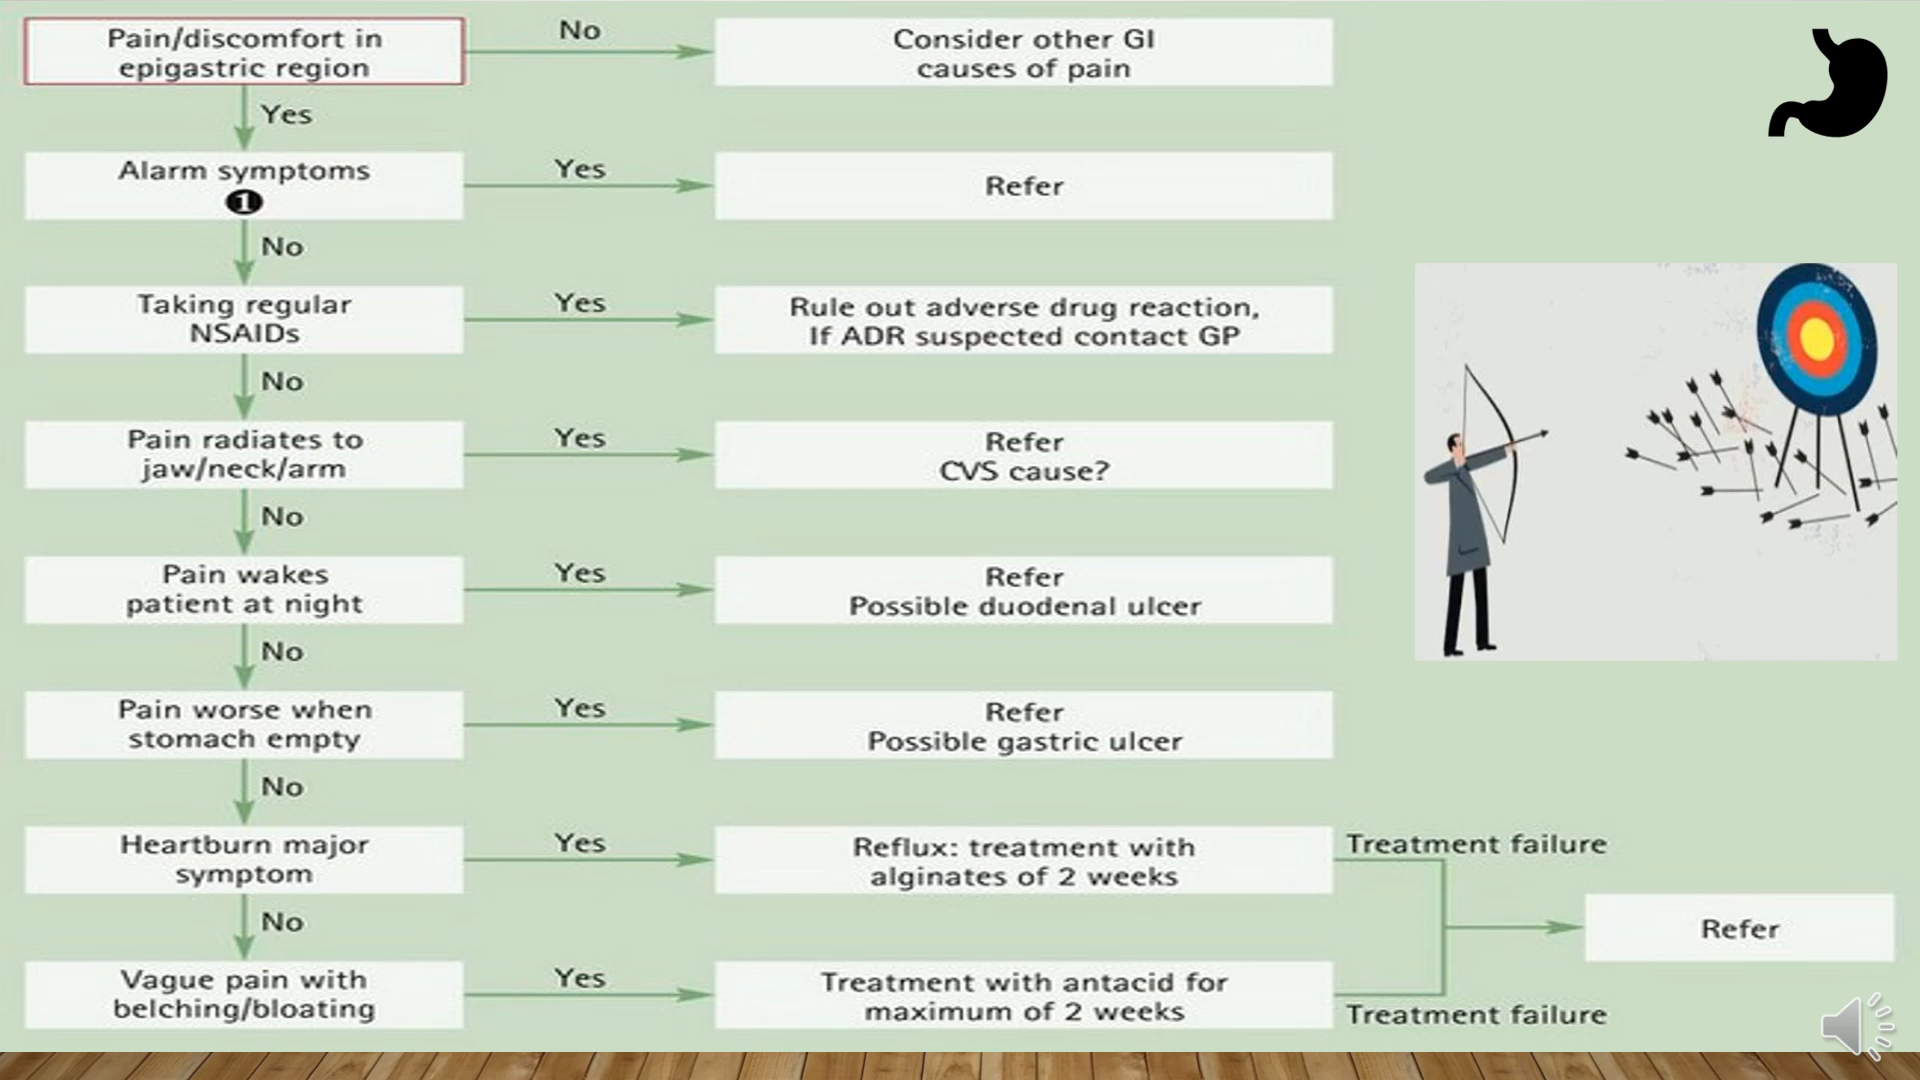 Pain/discomfort in
epigastric region
No
Consider other GI
causes of pain
Yes
Alarm symptoms
❶
Yes
Refer
No
Taking regular
NSAIDs
Yes
Rule out adverse drug reaction,
If ADR suspected contact GP
No
Pain radiates to
jaw/neck/arm
Yes
Refer
CVS cause?
No
Pain wakes
patient at night
Yes
Refer
Possible duodenal ulcer
No
Pain worse when
stomach empty
Yes
Refer
Possible gastric ulcer
No
Heartburn major
symptom
Yes
Reflux: treatment with
alginates of 2 weeks
Treatment failure
No
Refer
Vague pain with
belching/bloating
Yes
Treatment with antacid for
maximum of 2 weeks
Treatment failure